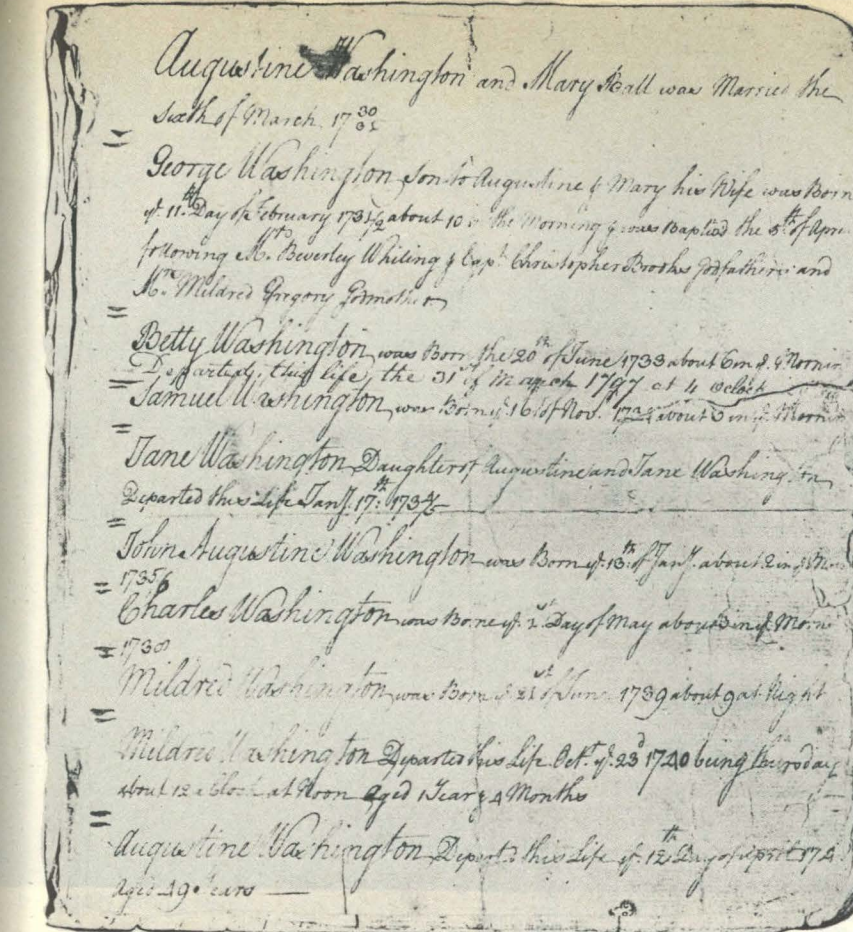 Augustine Washington and Mary Ball was Married the
Sixth of March 17 30/31
George Washington Son to Augustine & Mary his Wife was Born
ye 11th Day of February 1731/2 about 10 in the Morning & was Baptiz'd the 5th of April
following Mr. Beverley Whiting & Capt. Christopher Brooks Godfathers and
Mrs. Mildred Gregory Godmother
Betty Washington was Born the 20th of June 1733 about 6 in ye Mornin
Departed this life the 31st of March 1797 at 4 oclock
Samuel Washington was Born ye 16th of Nov. 1734 about 3 in ye Mornin
Jane Washington Daughter of Augustine and Jane Washington
Departed this Life Jany. 17th 1734/5
John Augustine Washington was Born ye 13th of Jany. about 2 in ye Morn
1735/6
Charles Washington was Borne ye 2d Day of May about 3 in ye Morn
1738
Mildred Washington was Born ye 21st of June 1739 about 9 at Night
Mildred Washington Departed this Life Octr. ye 23d 1740 being thursday
about 12 a Clock at Noon Aged 1 Year & 4 Months
Augustine Washington Departed this Life ye 12th Day of April 174
Aged 49 Years